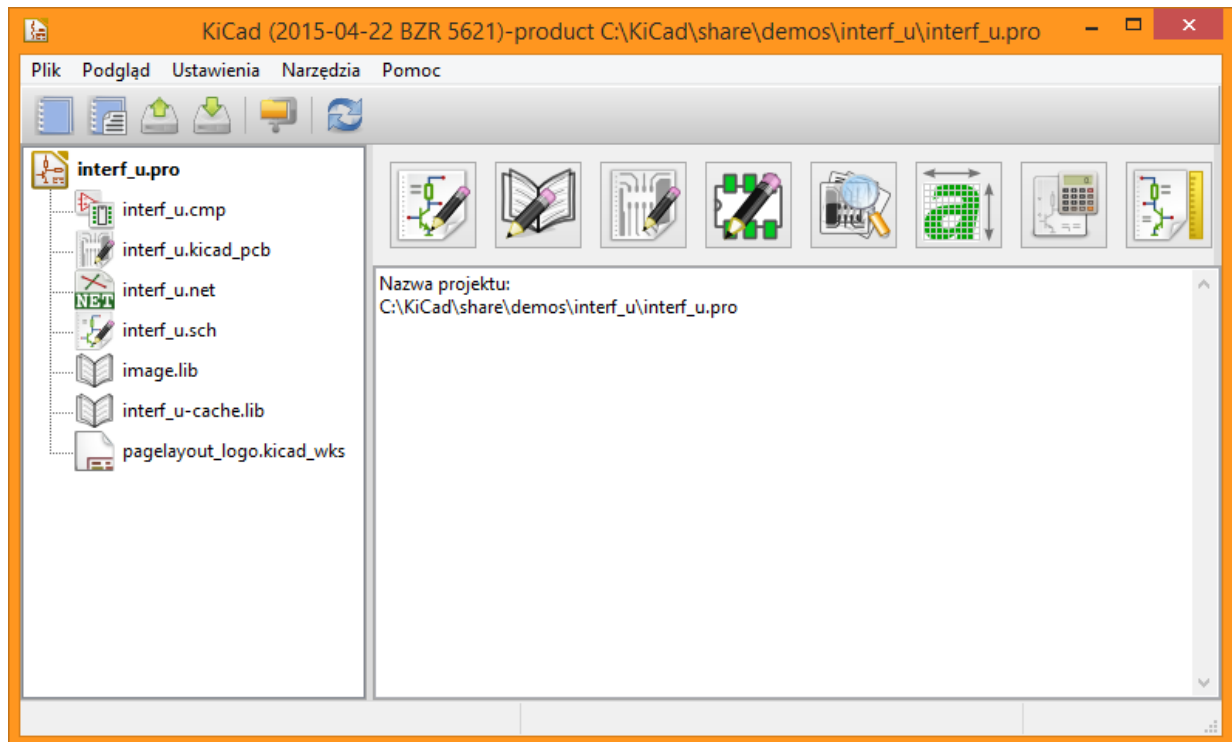 KiCad (2015-04-22 BZR 5621)-product C:\KiCad\share\demos\interf_u\interf_u.pro
Plik Podgląd Ustawienia Narzędzia Pomoc
interf_u.pro
interf_u.cmp
interf_u.kicad_pcb
NET interf_u.net
interf_u.sch
image.lib
interf_u-cache.lib
pagelayout_logo.kicad_wks
a
Nazwa projektu:
C:\KiCad\share\demos\interf_u\interf_u.pro